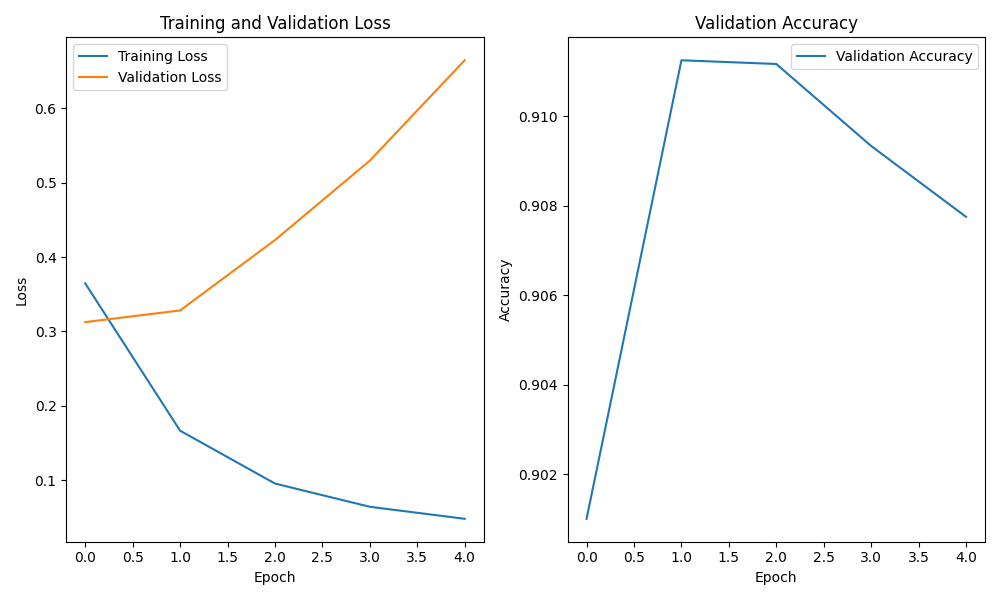 Training and Validation Loss
Training Loss
Validation Loss
Loss
0.6
0.5
0.4
0.3
0.2
0.1
0.0 0.5 1.0 1.5 2.0 2.5 3.0 3.5 4.0
Epoch
Validation Accuracy
Validation Accuracy
Accuracy
0.910
0.908
0.906
0.904
0.902
0.0 0.5 1.0 1.5 2.0 2.5 3.0 3.5 4.0
Epoch